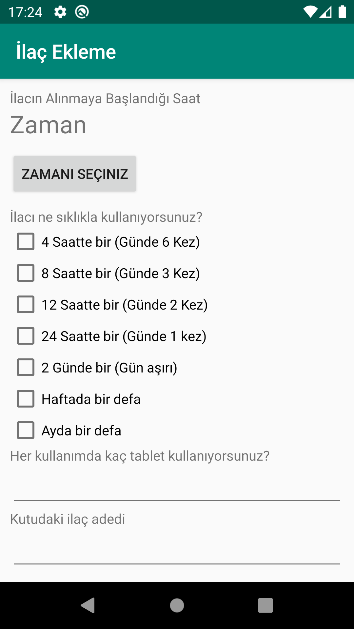 17:24
İlaç Ekleme
İlacın Alınmaya Başlandığı Saat
Zaman
ZAMANI SEÇINIZ
İlacı ne sıklıkla kullanıyorsunuz?
4 Saatte bir (Günde 6 Kez)
8 Saatte bir (Günde 3 Kez)
12 Saatte bir (Günde 2 Kez)
24 Saatte bir (Günde 1 kez)
2 Günde bir (Gün aşırı)
Haftada bir defa
Ayda bir defa
Her kullanımda kaç tablet kullanıyorsunuz?
Kutudaki ilaç adedi